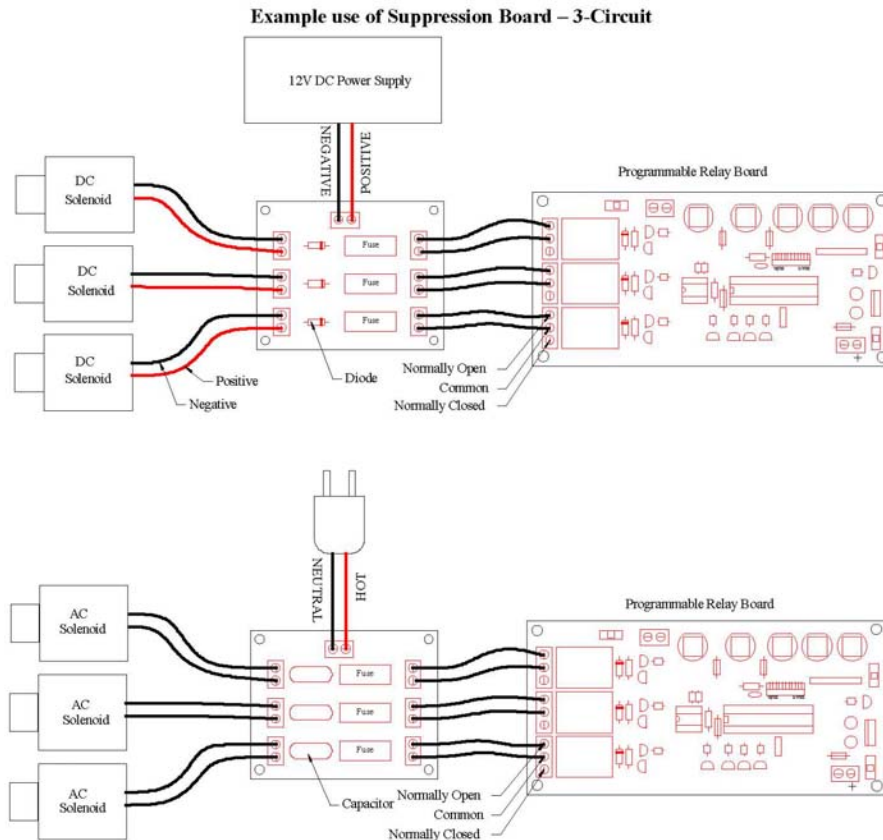 Example use of Suppression Board – 3-Circuit
12V DC Power Supply
NEGATIVE
POSITIVE
Programmable Relay Board
DC
Solenoid
Fuse
DC
Solenoid
Fuse
DC
Solenoid
Fuse
Positive
Negative
Diode
Normally Open
Common
Normally Closed
+
NEUTRAL
HOT
Programmable Relay Board
AC
Solenoid
Fuse
AC
Solenoid
Fuse
AC
Solenoid
Fuse
Capacitor
Normally Open
Common
Normally Closed
+